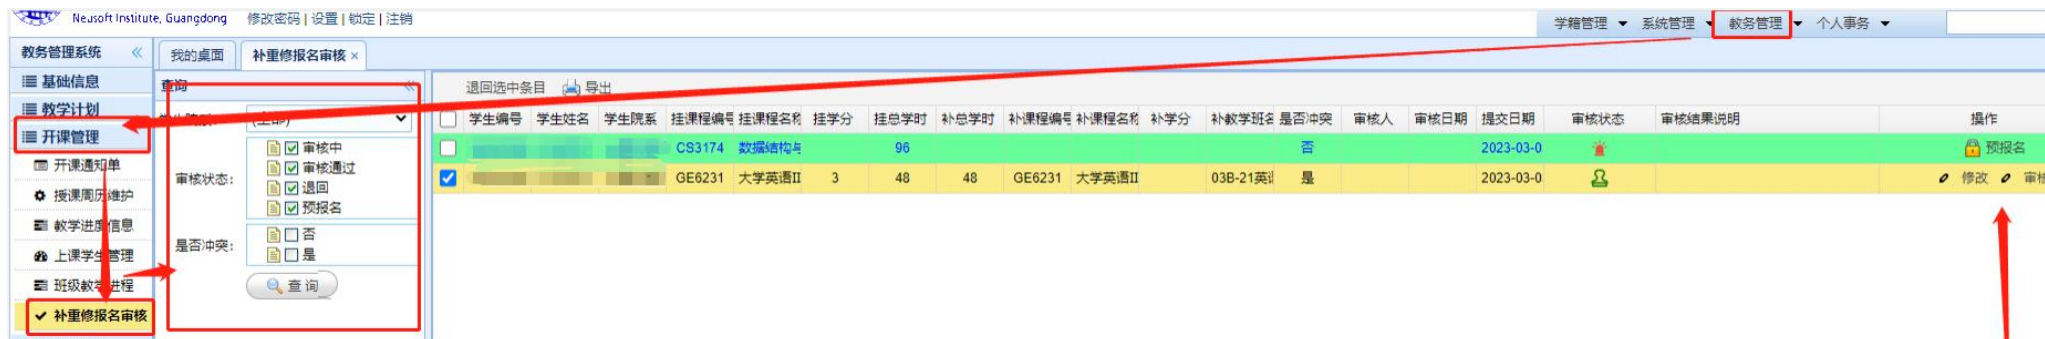 Neusoft Institute, Guangdong 修改密码 | 设置 | 锁定 | 注销
学籍管理 系统管理 教务管理 个人事务
教务管理系统 我的桌面 补重修报名审核 ×
基础信息
教学计划
开课管理
开课通知单
授课周历维护
教学进度信息
上课学生管理
班级教学进程
补重修报名审核
查询
(全部)
审核状态:
审核中
审核通过
退回
预报名
是否冲突:
否
是
查询
退回选中条目 导出
学生编号 学生姓名 学生院系 挂课程编号 挂课程名称 挂学分 挂总学时 补总学时 补课程编号 补课程名称 补学分 补教学班名 是否冲突 审核人 审核日期 提交日期 审核状态 审核结果说明 操作
CS3174 数据结构与 96 否 2023-03-0 预报名
GE6231 大学英语II 3 48 48 GE6231 大学英语II 03B-21英语 是 2023-03-0 修改 审核